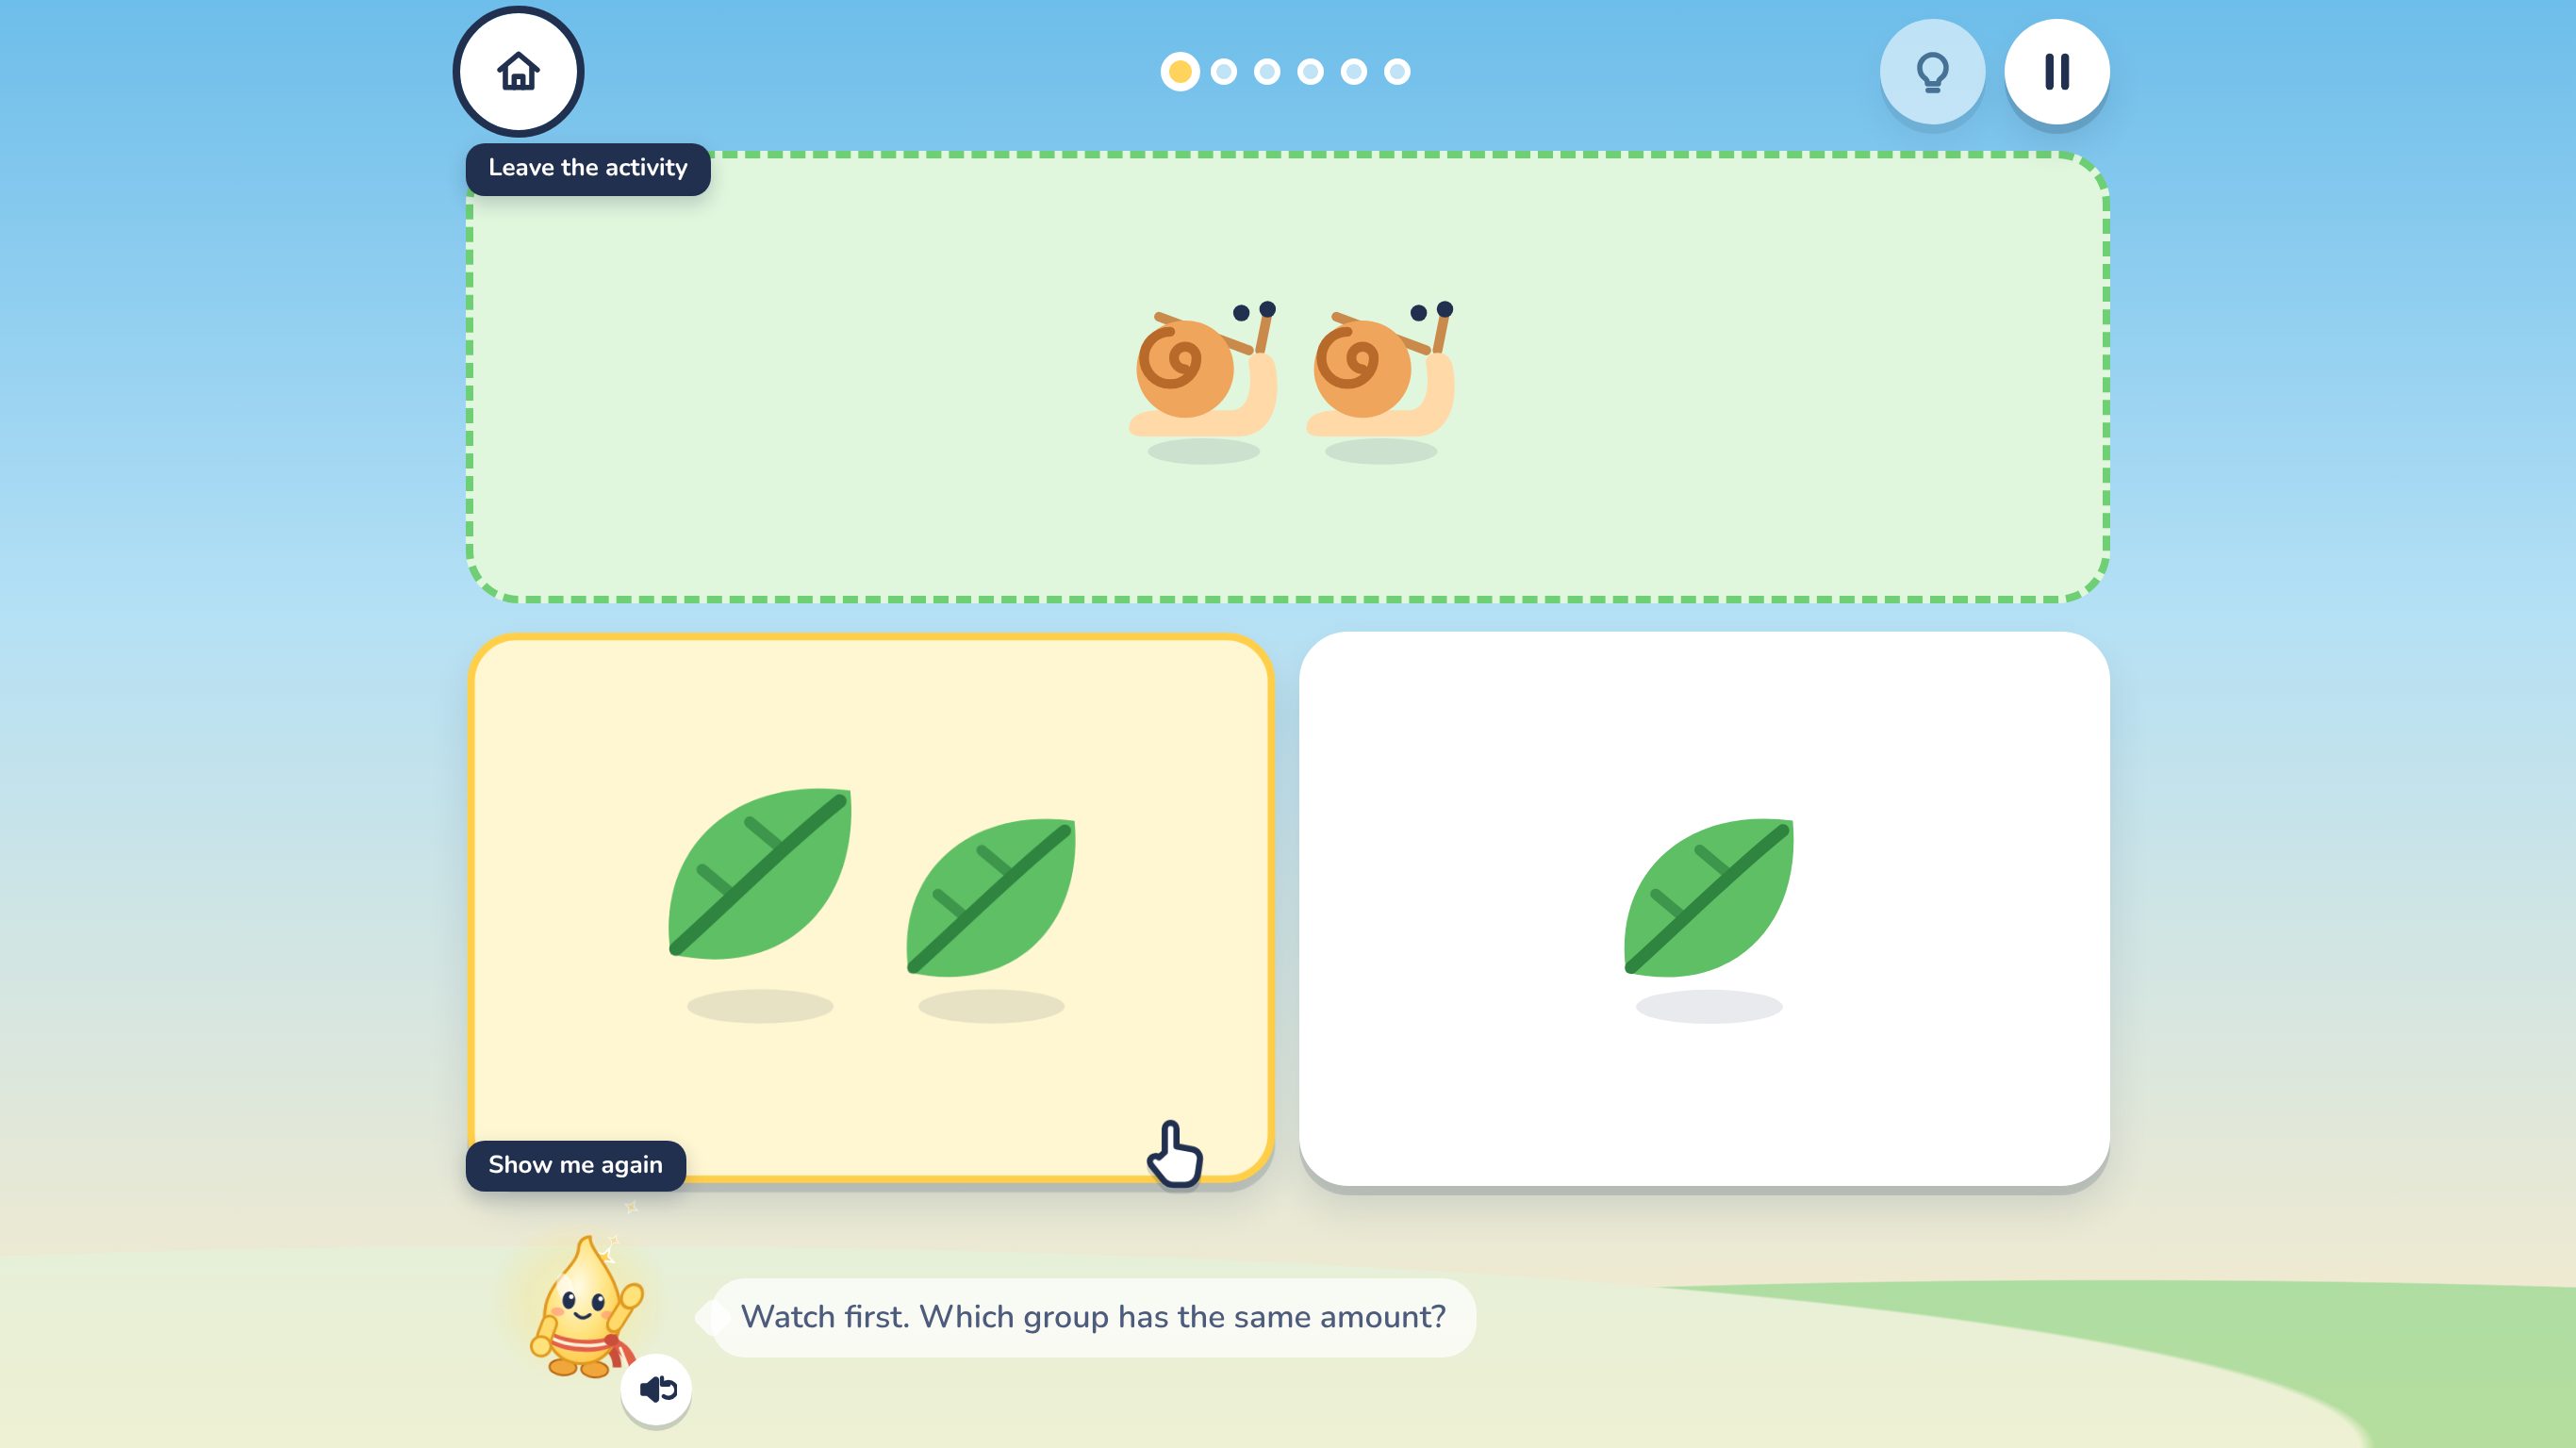 Leave the activity
Show me again
Watch first. Which group has the same amount?